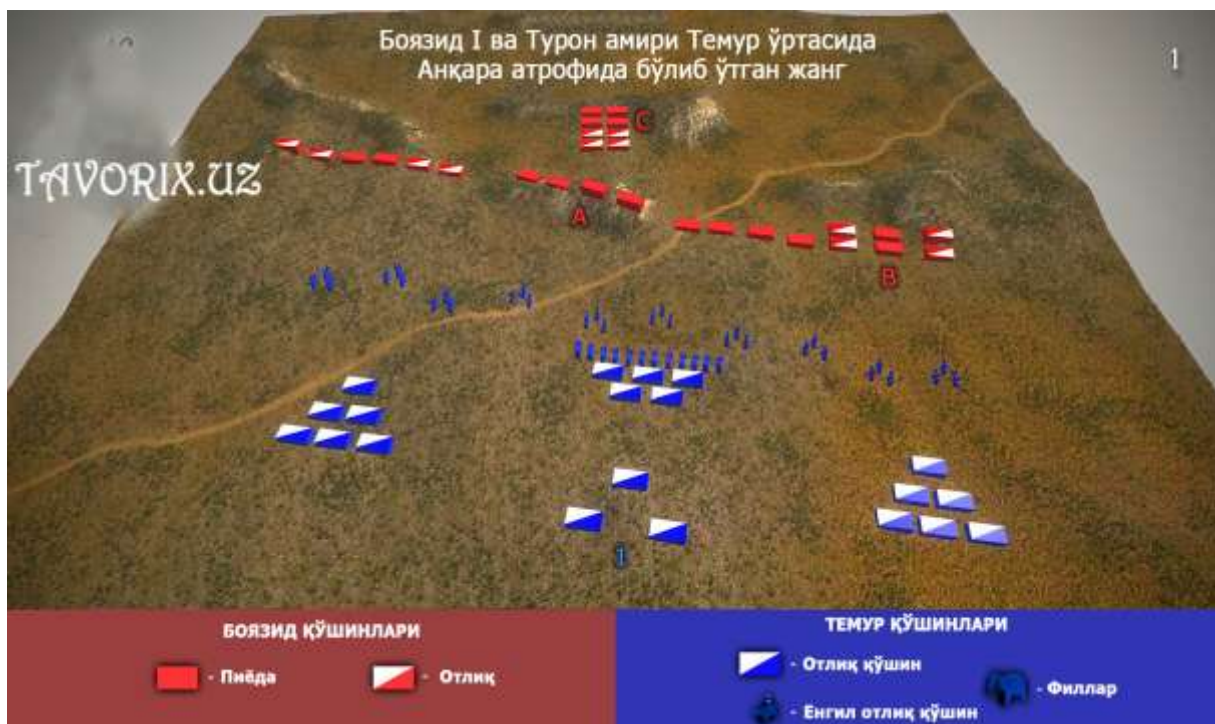 Боязид I ва Турон амири Темур ўртасида
Анқара атрофида бўлиб ўтган жанг
1
TAVORIX.UZ
C
A
B
1
БОЯЗИД ҚЎШИНЛАРИ
- Пиёда
- Отлиқ
ТЕМУР ҚЎШИНЛАРИ
- Отлиқ қўшин
- Филлар
- Енгил отлиқ қўшин